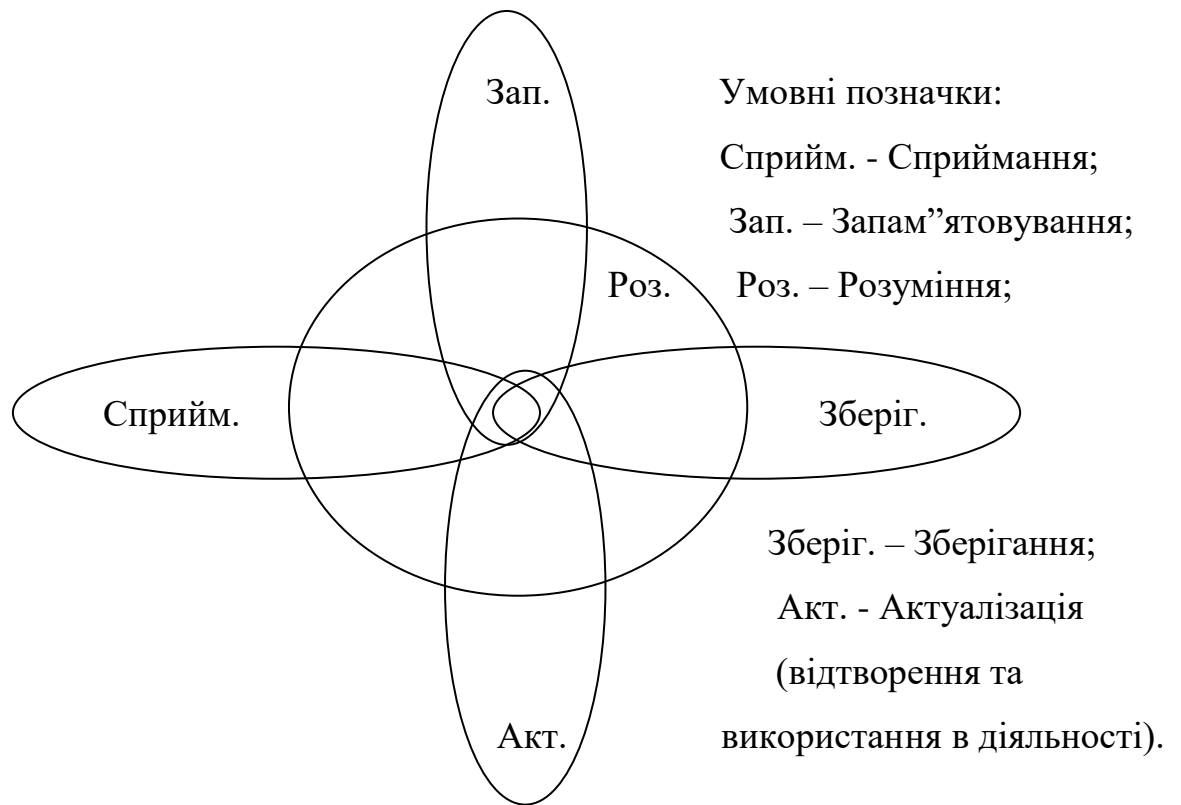 Зап.
Умовні позначки:
Сприйм. - Сприймання;
Зап. – Запам”ятовування;
Роз.
Роз. – Розуміння;
Сприйм.
Зберіг.
Зберіг. – Зберігання;
Акт. - Актуалізація
(відтворення та
Акт.
використання в діяльності).